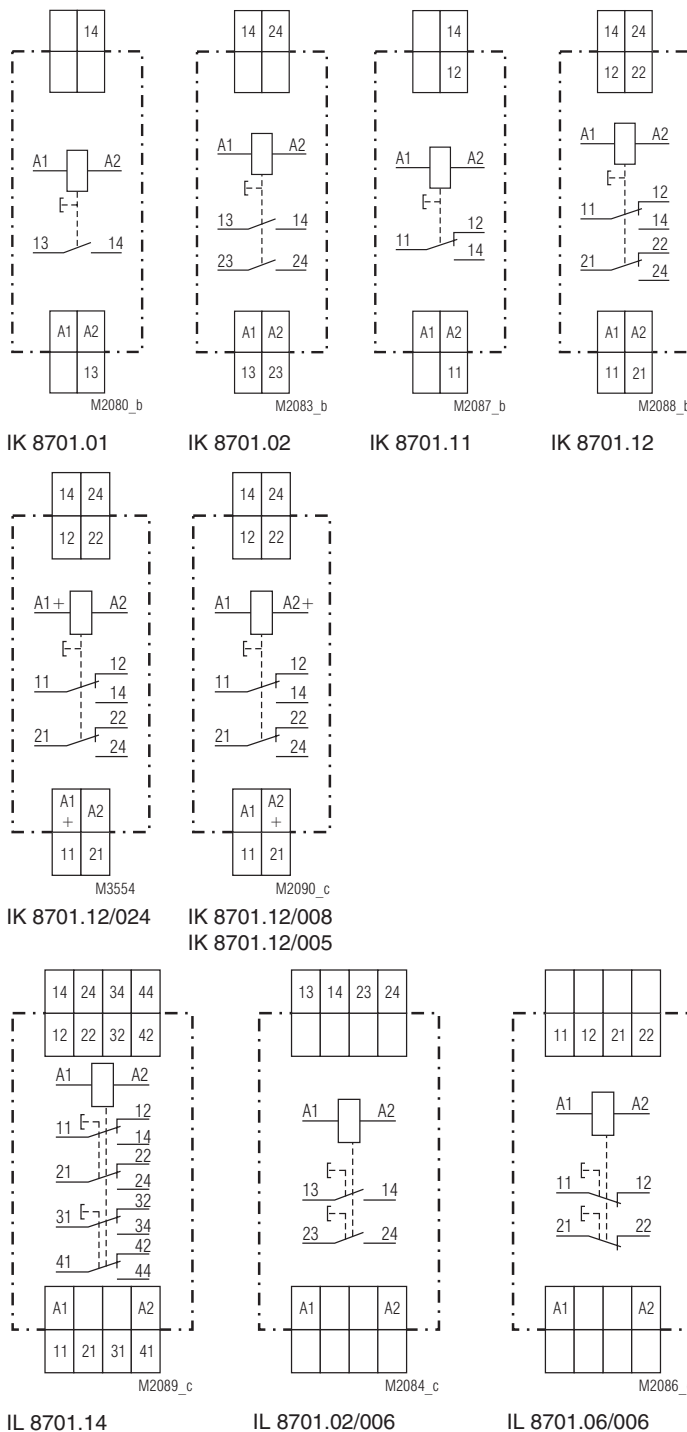 14
A1 A2
13 14
A1 A2
13
M2080_b
IK 8701.01
14 24
A1 A2
13 14
23 24
A1 A2
13 23
M2083_b
IK 8701.02
14
12
A1 A2
12
11
14
A1 A2
11
M2087_b
IK 8701.11
14 24
12 22
A1 A2
12
11
14
22
21
24
A1 A2
11 21
M2088_b
IK 8701.12
14 24
12 22
A1+ A2
12
11
14
22
21
24
A1 A2
+
11 21
M3554
IK 8701.12/024
14 24
12 22
A1 A2+
12
11
14
22
21
24
A1 A2
+
11 21
M2090_c
IK 8701.12/008
IK 8701.12/005
14 24 34 44
12 22 32 42
A1 A2
12
11
14
22
21
24
32
31
34
42
41
44
A1 A2
11 21 31 41
M2089_c
IL 8701.14
13 14 23 24
A1 A2
13 14
23 24
A1 A2
M2084_c
IL 8701.02/006
11 12 21 22
A1 A2
11 12
21 22
A1 A2
M2086_
IL 8701.06/006